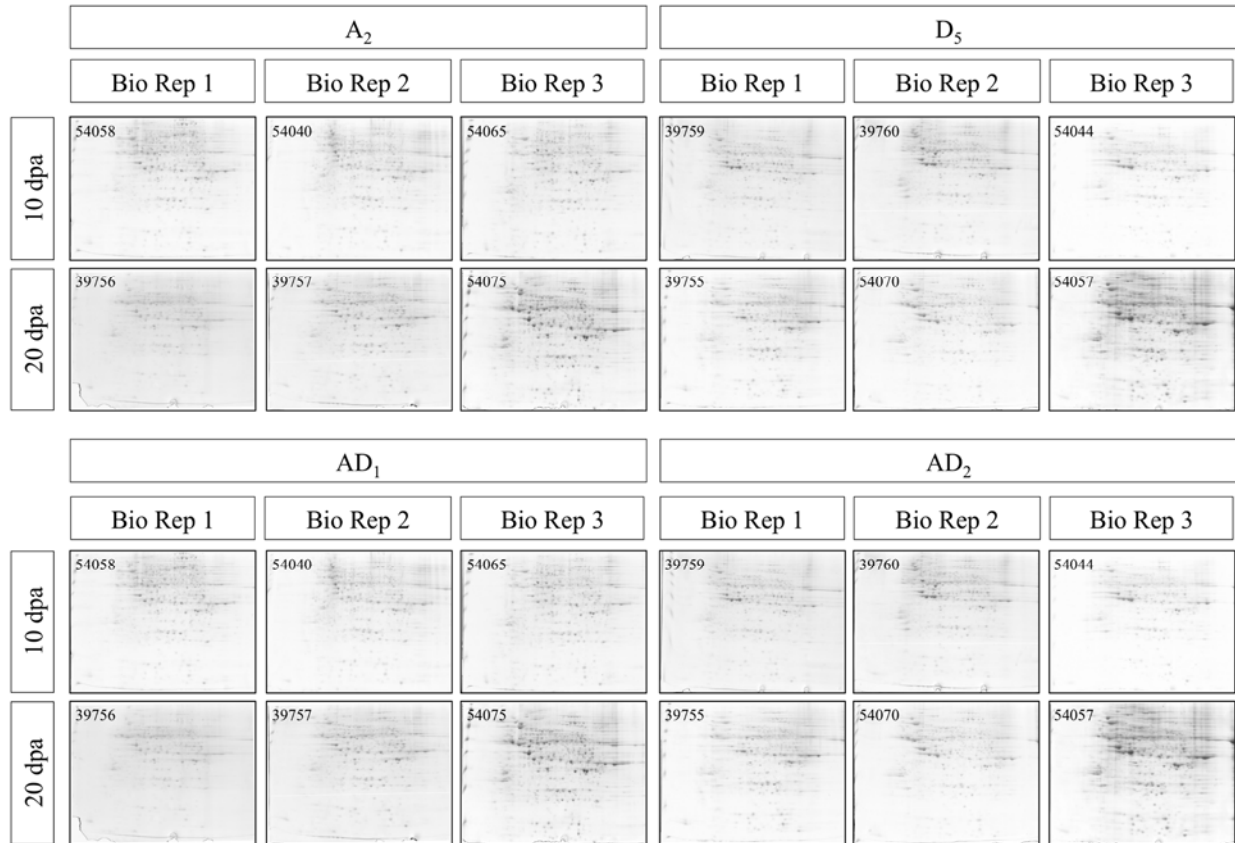 A₂ D₅
Bio Rep 1 Bio Rep 2 Bio Rep 3 Bio Rep 1 Bio Rep 2 Bio Rep 3
10 dpa 54058 54040 54065 39759 39760 54044
20 dpa 39756 39757 54075 39755 54070 54057
AD₁ AD₂
Bio Rep 1 Bio Rep 2 Bio Rep 3 Bio Rep 1 Bio Rep 2 Bio Rep 3
10 dpa 54058 54040 54065 39759 39760 54044
20 dpa 39756 39757 54075 39755 54070 54057